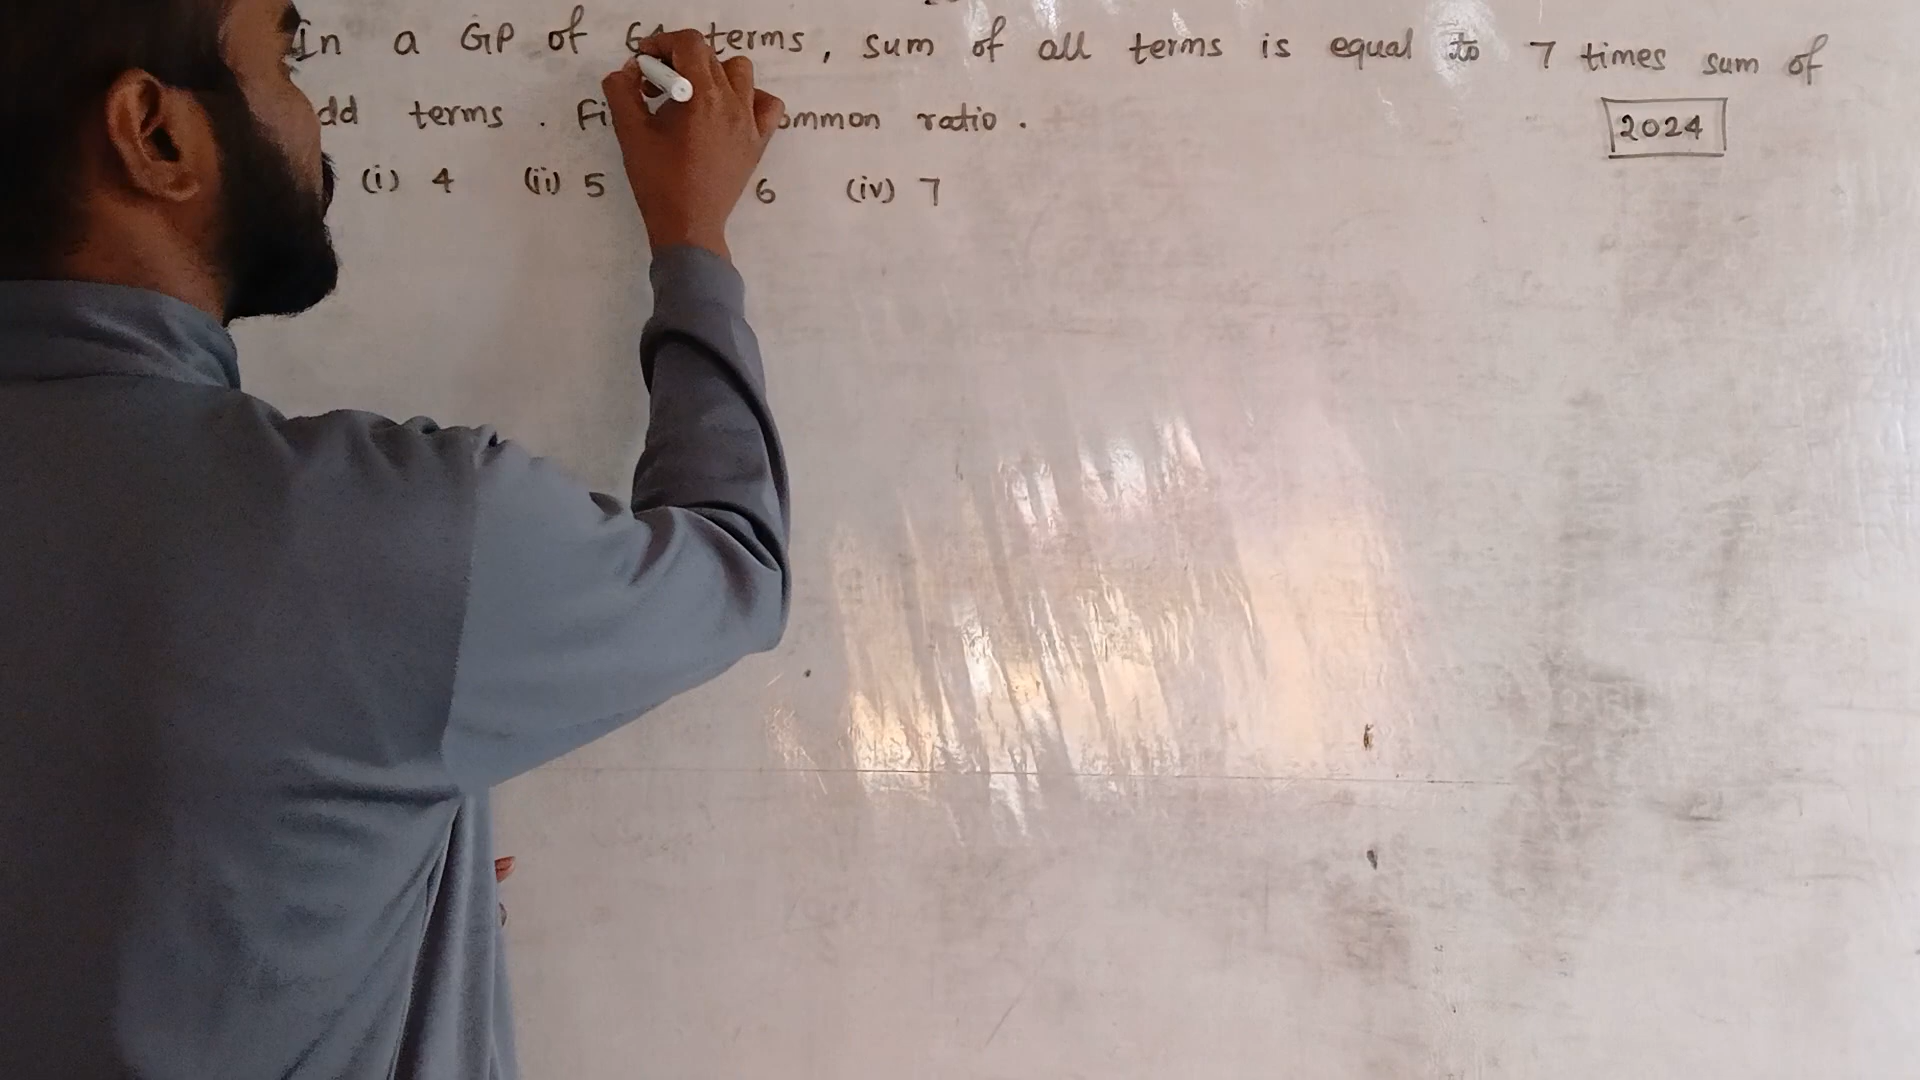 In a GP of terms, sum of all terms is equal to 7 times sum of
dd terms. Fi ommon ratio.
2024
(i) 4 (ii) 5 6 (iv) 7